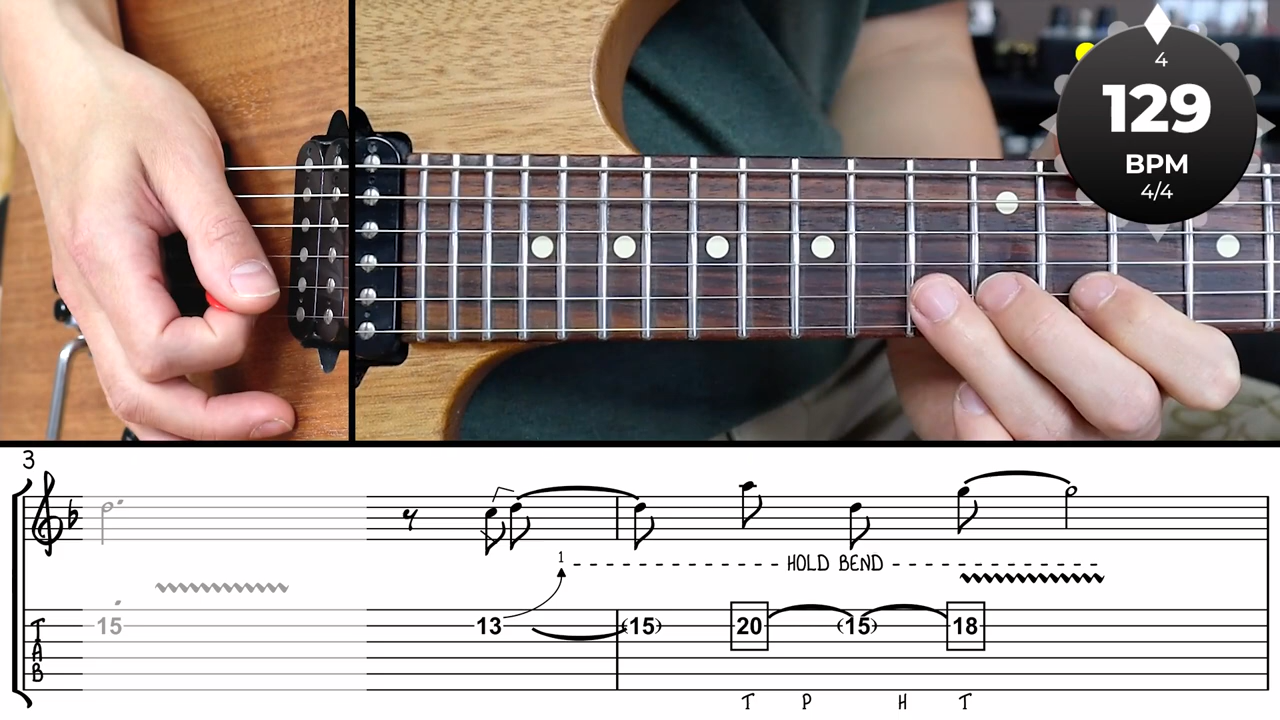 4
129
BPM
4/4
3
1 HOLD BEND
15 13 (15) 20 (15) 18
T
A
B
T P H T